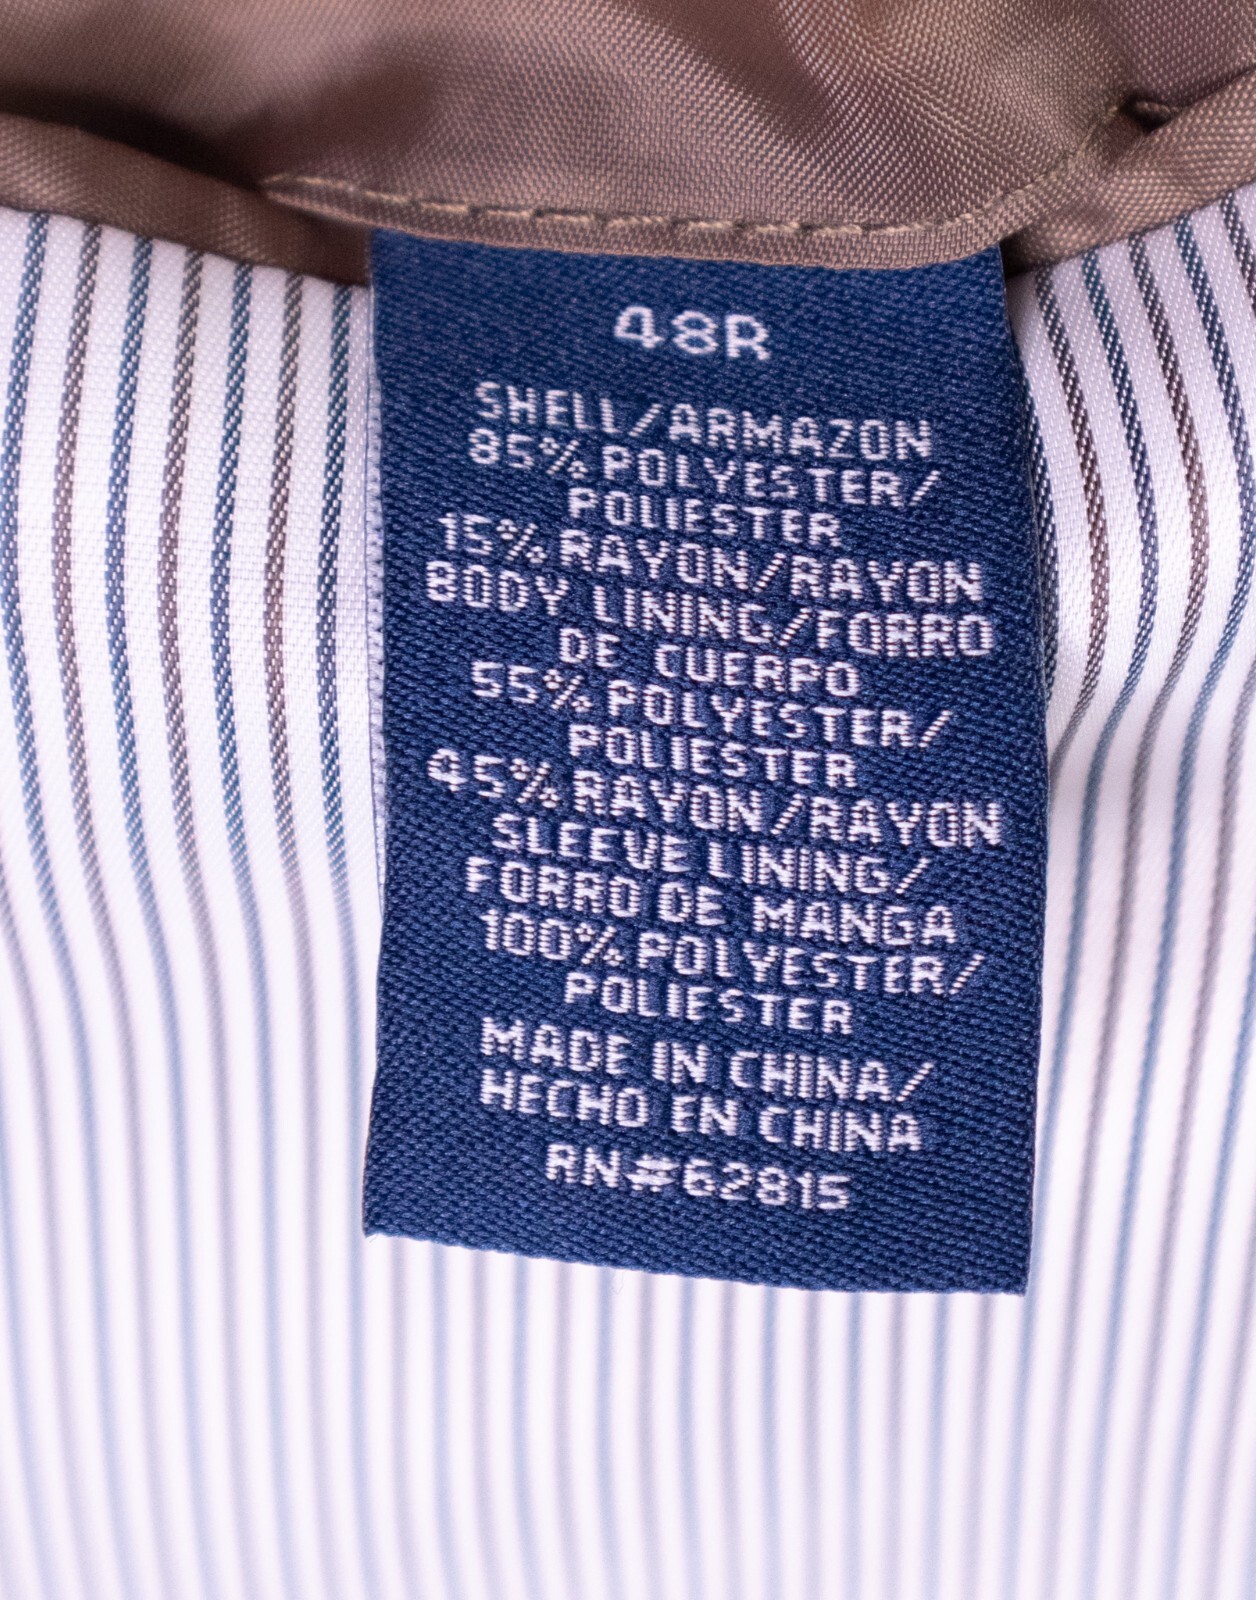 48R
SHELL/ARMAZON
85% POLYESTER/
POLIESTER
15% RAYON/RAYON
BODY LINING/FORRO
DE CUERPO
55% POLYESTER/
POLIESTER
45% RAYON/RAYON
SLEEVE LINING/
FORRO DE MANGA
100% POLYESTER/
POLIESTER
MADE IN CHINA/
HECHO EN CHINA
RN#62815